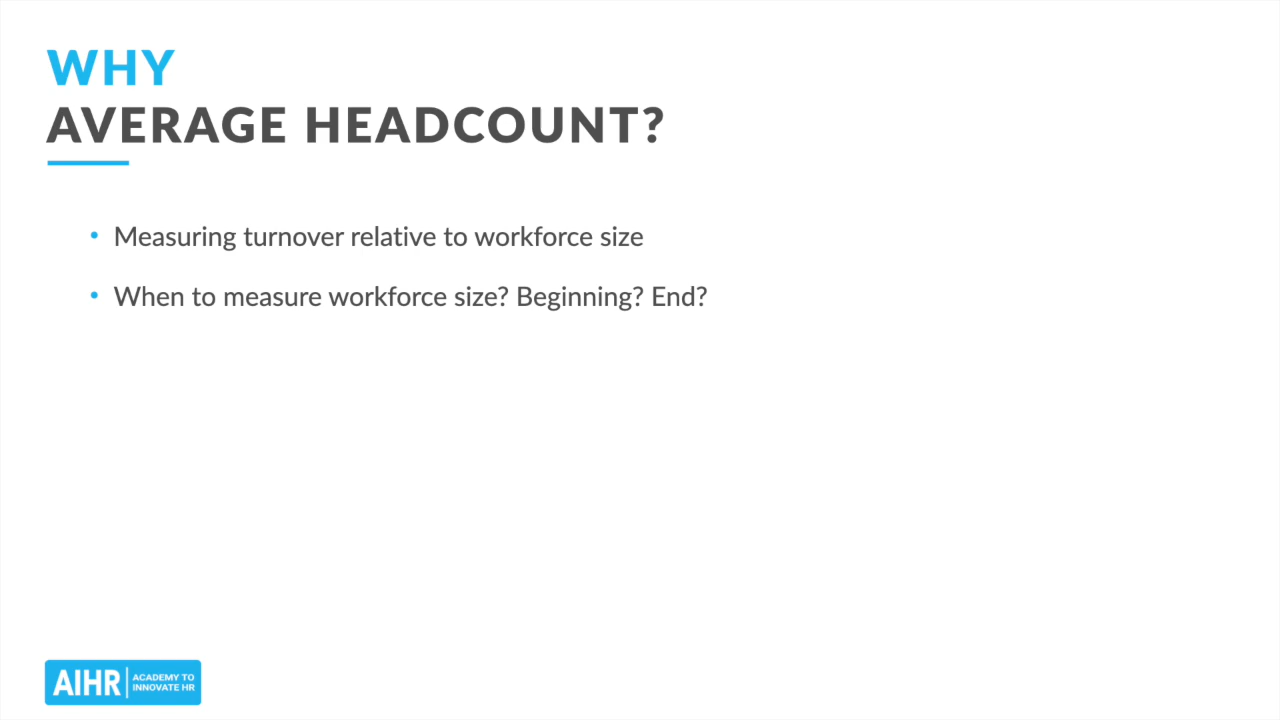 WHY
AVERAGE HEADCOUNT?
• Measuring turnover relative to workforce size
• When to measure workforce size? Beginning? End?
AIHR
ACADEMY TO
INNOVATE HR